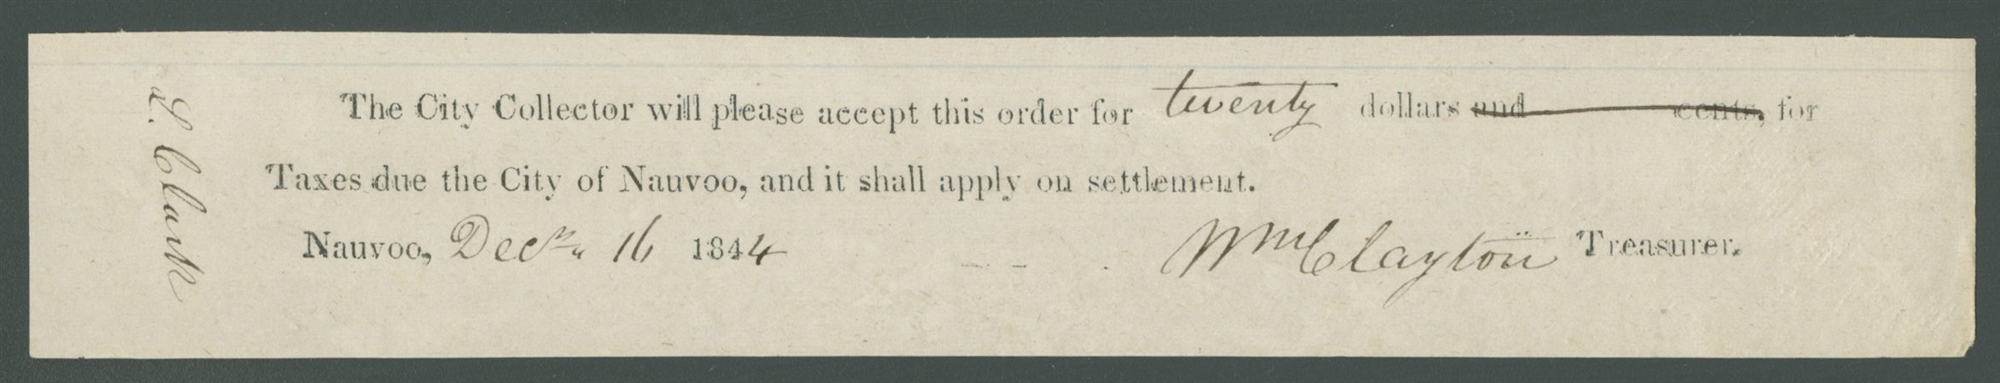 The City Collector will please accept this order for twenty dollars and cents, for
Taxes due the City of Nauvoo, and it shall apply on settlement.
Nauvoo, Decr. 16 1844 Wm Clayton Treasurer.
L. Clark